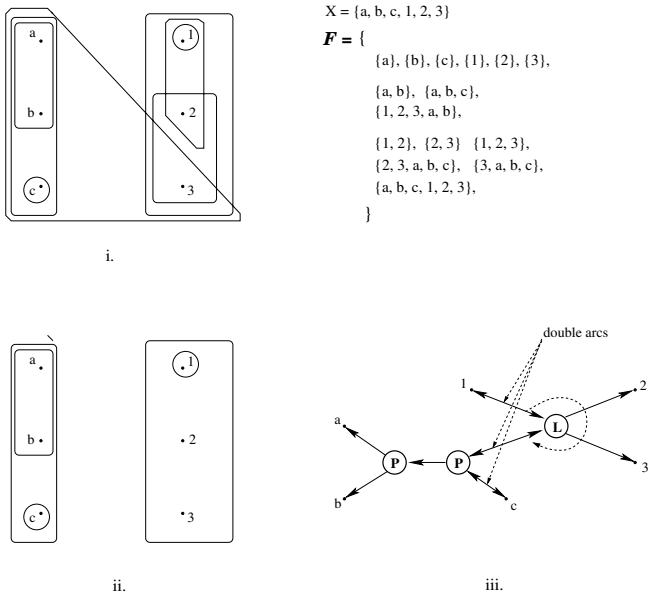 a
b
c
1
2
3
i.
X = {a, b, c, 1, 2, 3}
F = {
{a}, {b}, {c}, {1}, {2}, {3},
{a, b}, {a, b, c},
{1, 2, 3, a, b},
{1, 2}, {2, 3} {1, 2, 3},
{2, 3, a, b, c}, {3, a, b, c},
{a, b, c, 1, 2, 3},
}
a
b
c
1
2
3
ii.
double arcs
1
2
a
L
P
P
3
b
c
iii.